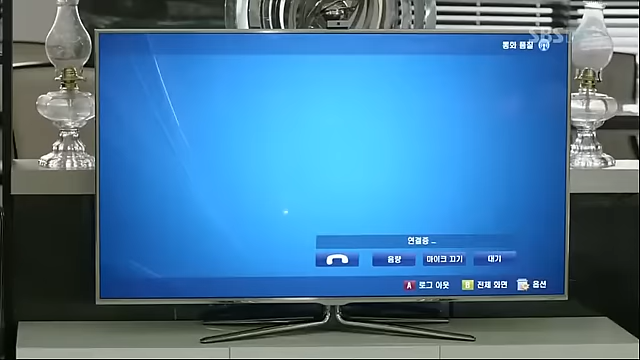 통화 품질
SBS
연결중 ...
음량 마이크 끄기 대기
A 로그 아웃 B 전체 화면 옵션